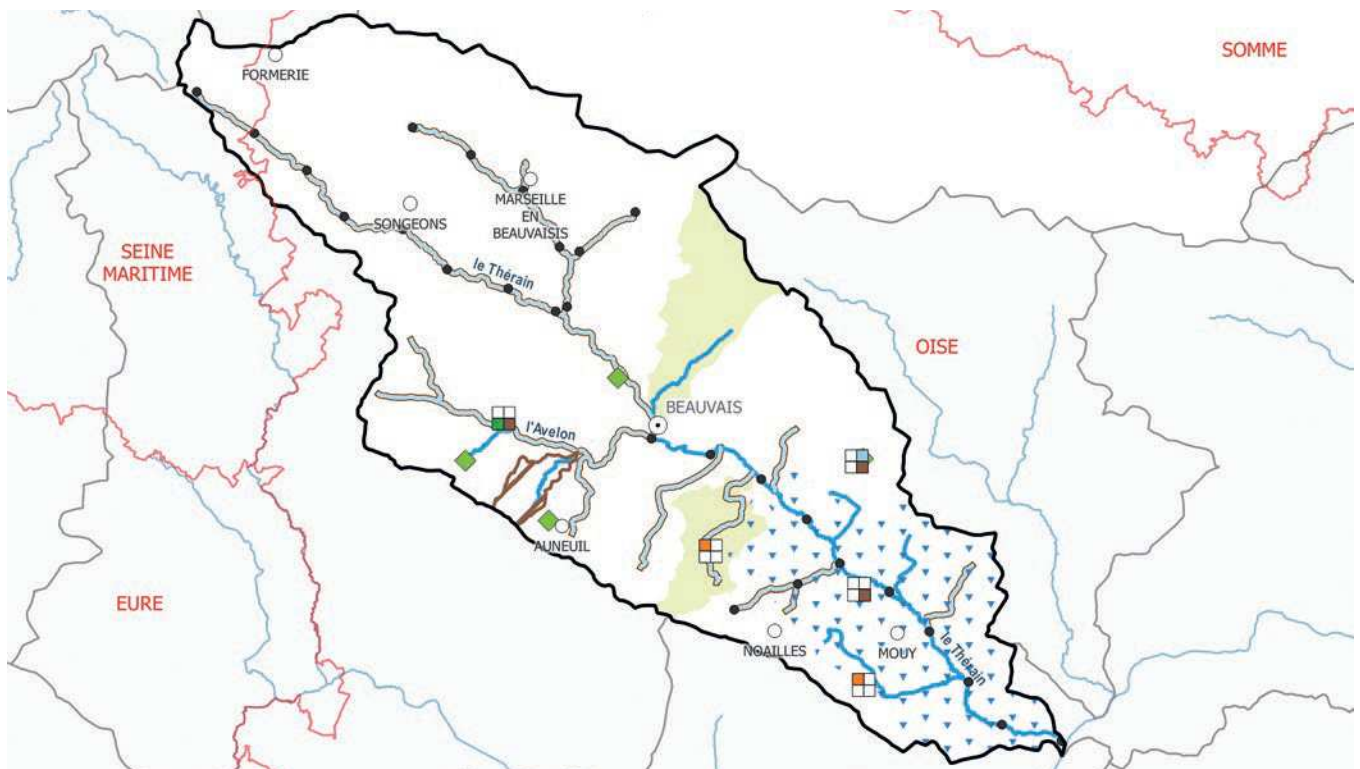 SOMME
FORMERIE
MARSEILLE
EN
BEAUVAISIS
SONGEONS
SEINE
MARITIME
le Thérain
OISE
BEAUVAIS
l'Avelon
AUNEUIL
EURE
NOAILLES
MOUY
le Thérain